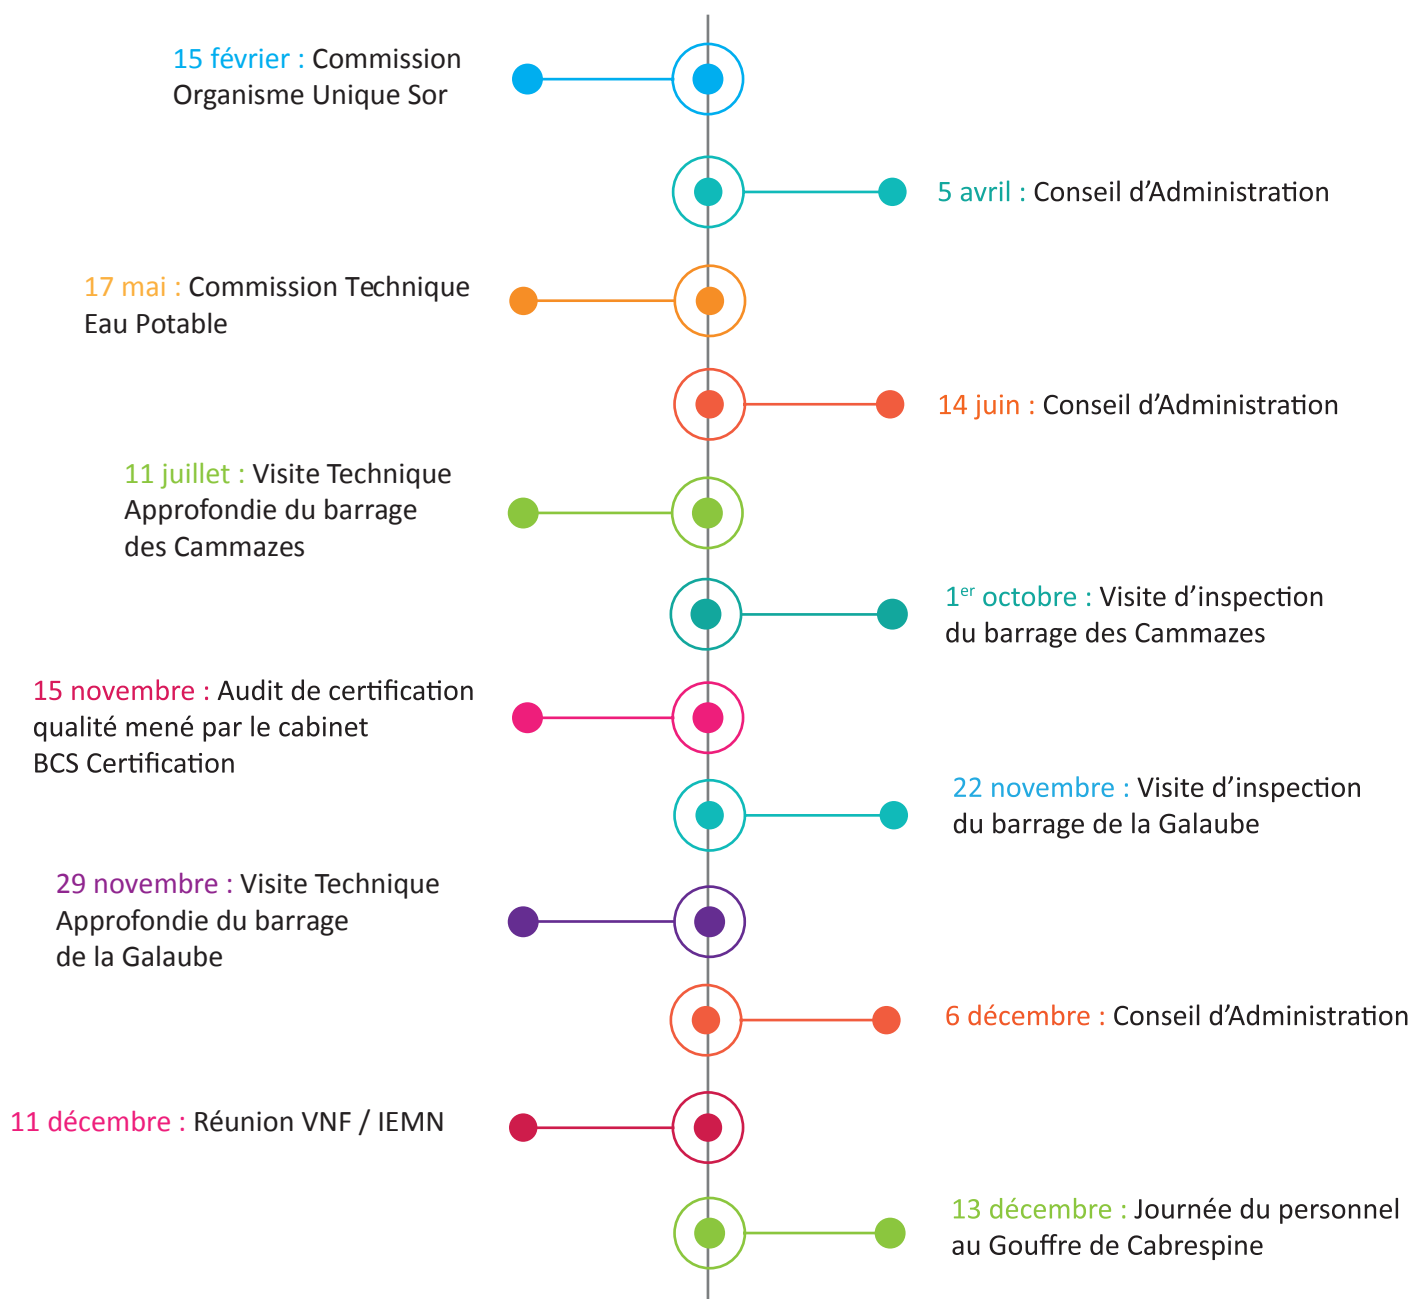 15 février : Commission
Organisme Unique Sor
5 avril : Conseil d'Administration
17 mai : Commission Technique
Eau Potable
14 juin : Conseil d'Administration
11 juillet : Visite Technique
Approfondie du barrage
des Cammazes
1er octobre : Visite d'inspection
du barrage des Cammazes
15 novembre : Audit de certification
qualité mené par le cabinet
BCS Certification
22 novembre : Visite d'inspection
du barrage de la Galaube
29 novembre : Visite Technique
Approfondie du barrage
de la Galaube
6 décembre : Conseil d'Administration
11 décembre : Réunion VNF / IEMN
13 décembre : Journée du personnel
au Gouffre de Cabrespine